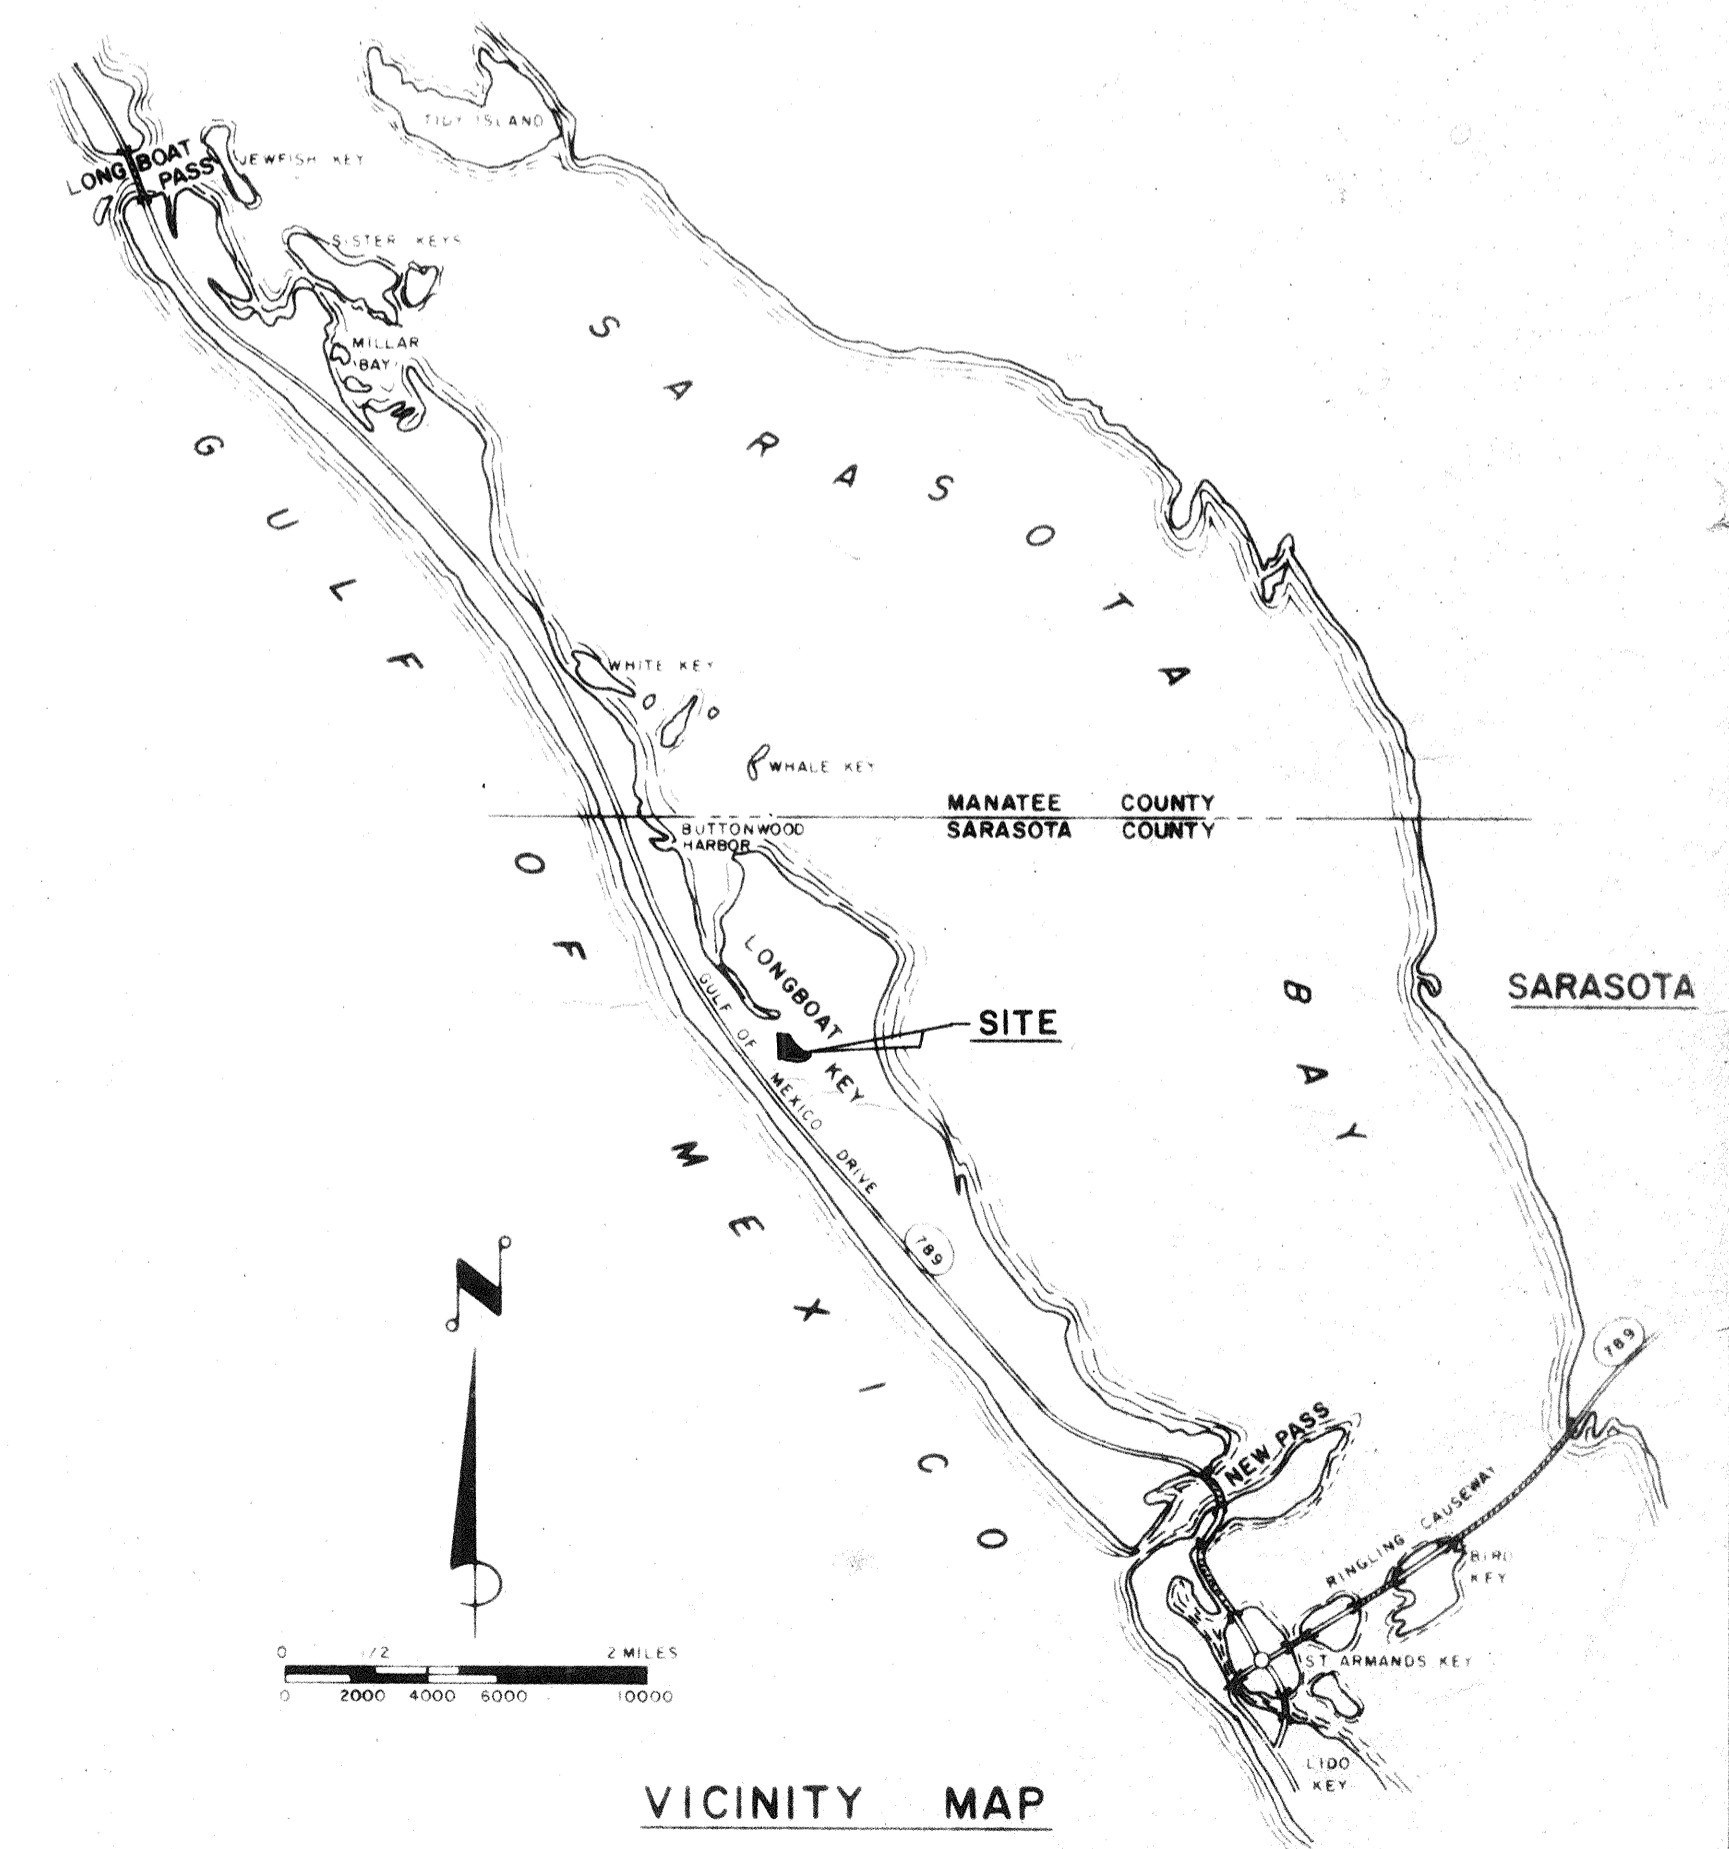 TIDY ISLAND
LONGBOAT
PASS
JEWFISH KEY
SISTER KEYS
MILLAR
BAY
SARASOTA BAY
GULF OF MEXICO
WHITE KEY
WHALE KEY
MANATEE COUNTY
SARASOTA COUNTY
BUTTONWOOD
HARBOR
LONGBOAT KEY
SARASOTA
SITE
GULF OF MEXICO DRIVE
789
N
789
NEW PASS
RINGLING CAUSEWAY
BIRD
KEY
ST ARMANDS KEY
LIDO
KEY
0 1/2 2 MILES
0 2000 4000 6000 10000
VICINITY MAP